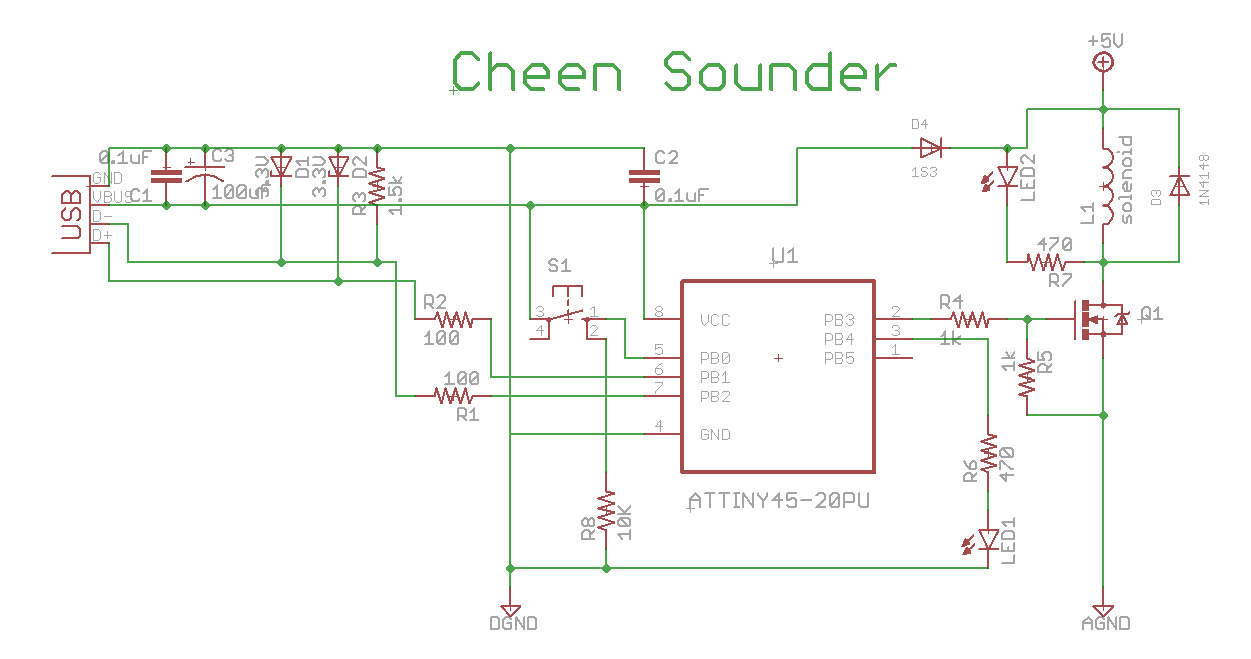 +5V
Cheen Sounder
D4
1S3
0.1uF
C3
3.3V
D1
3.3V
D2
C2
LED2
solenoid
1N4148
GND
VBUS
C1
100uF
R3
1.5k
0.1uF
L1
D3
USB
D-
D+
470
R7
S1
U1
R2
100
3
1
4
2
8
VCC
PB3
2
R4
1k
Q1
PB4
3
5
PB0
PB5
1
1k
R5
6
PB1
100
R1
7
PB2
4
GND
R6
470
ATTINY45-20PU
R8
10K
LED1
DGND
AGND